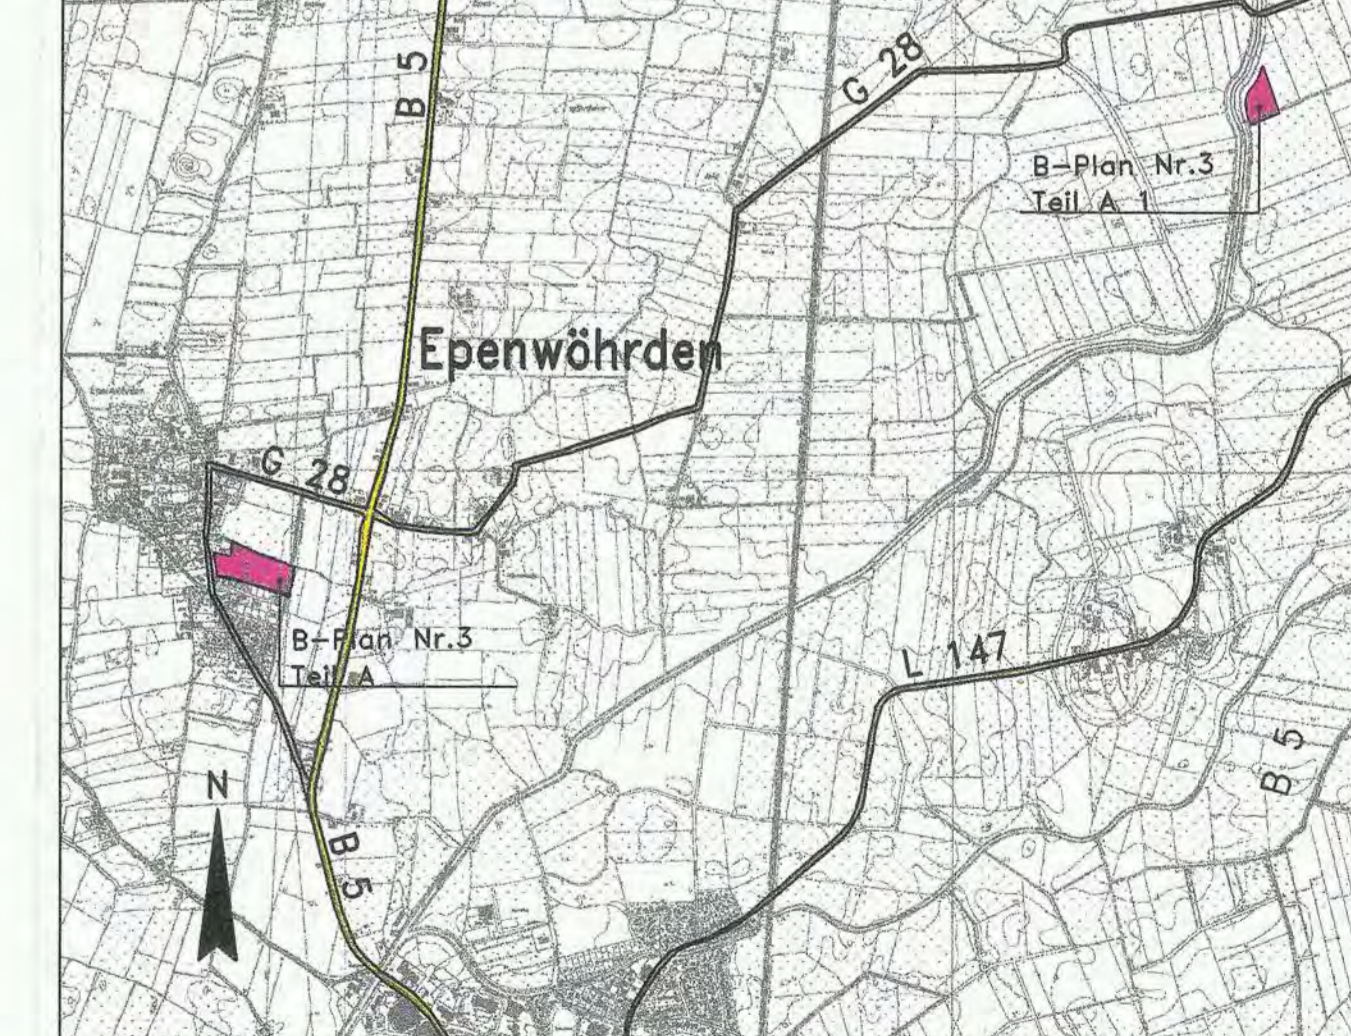 B 5
G 28
B-Plan Nr.3
Teil A 1
Epenwöhrden
G 28
B-Plan Nr.3
Teil A
L 147
B 5
N
B 5